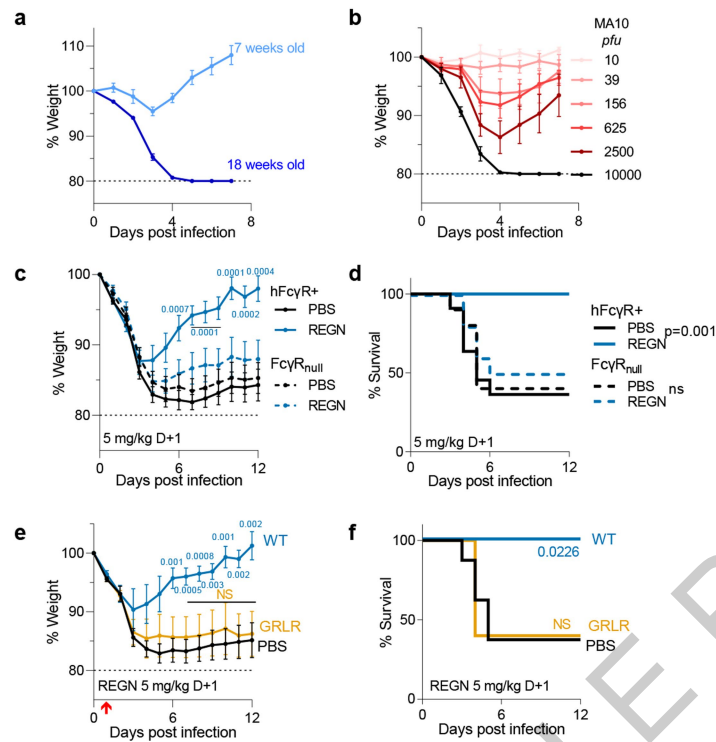 a
110
100
90
80
% Weight
7 weeks old
18 weeks old
0 4 8
Days post infection
b
100
90
80
% Weight
0 4 8
Days post infection
MA10
pfu
10
39
156
625
2500
10000
c
100
90
80
% Weight
0.0007
0.0001
0.0001
0.0002
0.0004
hFcγR+
PBS
REGN
FcγRnull
PBS
REGN
5 mg/kg D+1
0 6 12
Days post infection
d
100
50
0
% Survival
hFcγR+
PBS
REGN
p=0.001
FcγRnull
PBS
REGN
ns
5 mg/kg D+1
0 6 12
Days post infection
e
100
90
80
% Weight
WT
0.001
0.0005
0.0008
0.003
0.001
0.002
0.002
NS
GRLR
PBS
REGN 5 mg/kg D+1
0 6 12
Days post infection
f
100
50
0
% Survival
WT
0.0226
NS
GRLR
PBS
REGN 5 mg/kg D+1
0 6 12
Days post infection